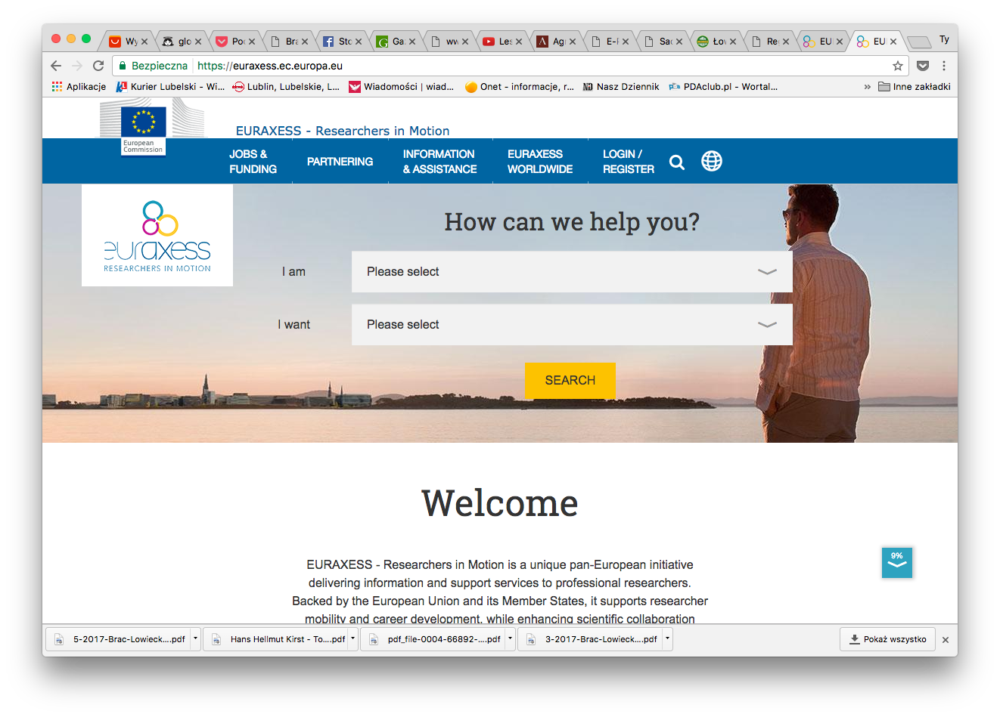 Wy glo Po Bra Sto Ga ww Les Agr E-F Sad Łow Reg EU EU Ty
Bezpieczna https://euraxess.ec.europa.eu
Aplikacje Kurier Lubelski - Wi... Lublin, Lubelskie, L... Wiadomości | wiad... Onet - informacje, r... Nasz Dziennik PDAclub.pl - Wortal... » Inne zakładki
European
Commission
EURAXESS - Researchers in Motion
JOBS &
FUNDING
PARTNERING
INFORMATION
& ASSISTANCE
EURAXESS
WORLDWIDE
LOGIN /
REGISTER
euraxess
RESEARCHERS IN MOTION
How can we help you?
I am Please select
I want Please select
SEARCH
Welcome
EURAXESS - Researchers in Motion is a unique pan-European initiative
delivering information and support services to professional researchers.
Backed by the European Union and its Member States, it supports researcher
mobility and career development, while enhancing scientific collaboration
9%
5-2017-Brac-Lowieck....pdf Hans Hellmut Kirst - To....pdf pdf_file-0004-66892-....pdf 3-2017-Brac-Lowieck....pdf Pokaż wszystko